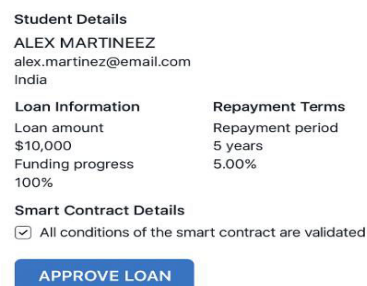 Student Details
ALEX MARTINEEZ
alex.martinez@email.com
India
Loan Information
Loan amount
$10,000
Funding progress
100%
Repayment Terms
Repayment period
5 years
5.00%
Smart Contract Details
All conditions of the smart contract are validated
APPROVE LOAN